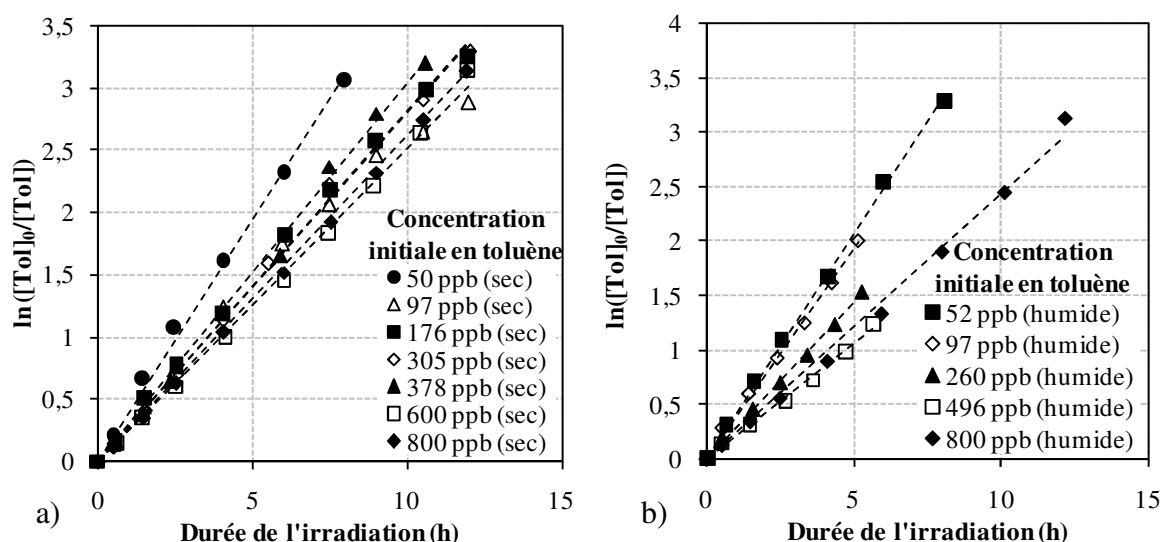 3,5
3
2,5
2
1,5
1
0,5
0
ln([Tol]₀/[Tol])
0
5
10
15
Durée de l'irradiation (h)
a)
Concentration
initiale en toluène
50 ppb (sec)
97 ppb (sec)
176 ppb (sec)
305 ppb (sec)
378 ppb (sec)
600 ppb (sec)
800 ppb (sec)
4
3,5
3
2,5
2
1,5
1
0,5
0
ln([Tol]₀/[Tol])
0
5
10
15
Durée de l'irradiation (h)
b)
Concentration
initiale en toluène
52 ppb (humide)
97 ppb (humide)
260 ppb (humide)
496 ppb (humide)
800 ppb (humide)